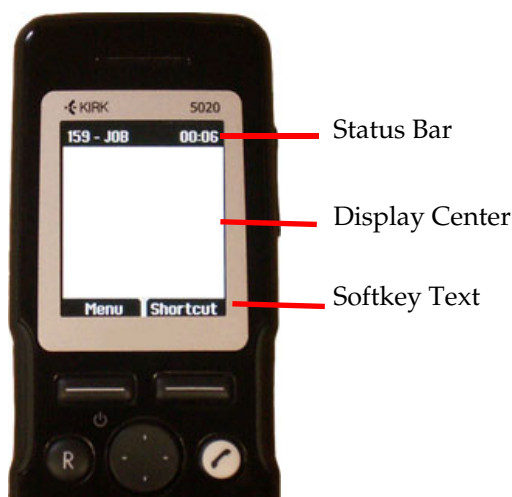 KIRK 5020
159 - JOB 00:06
Status Bar
Display Center
Menu Shortcut
Softkey Text
R